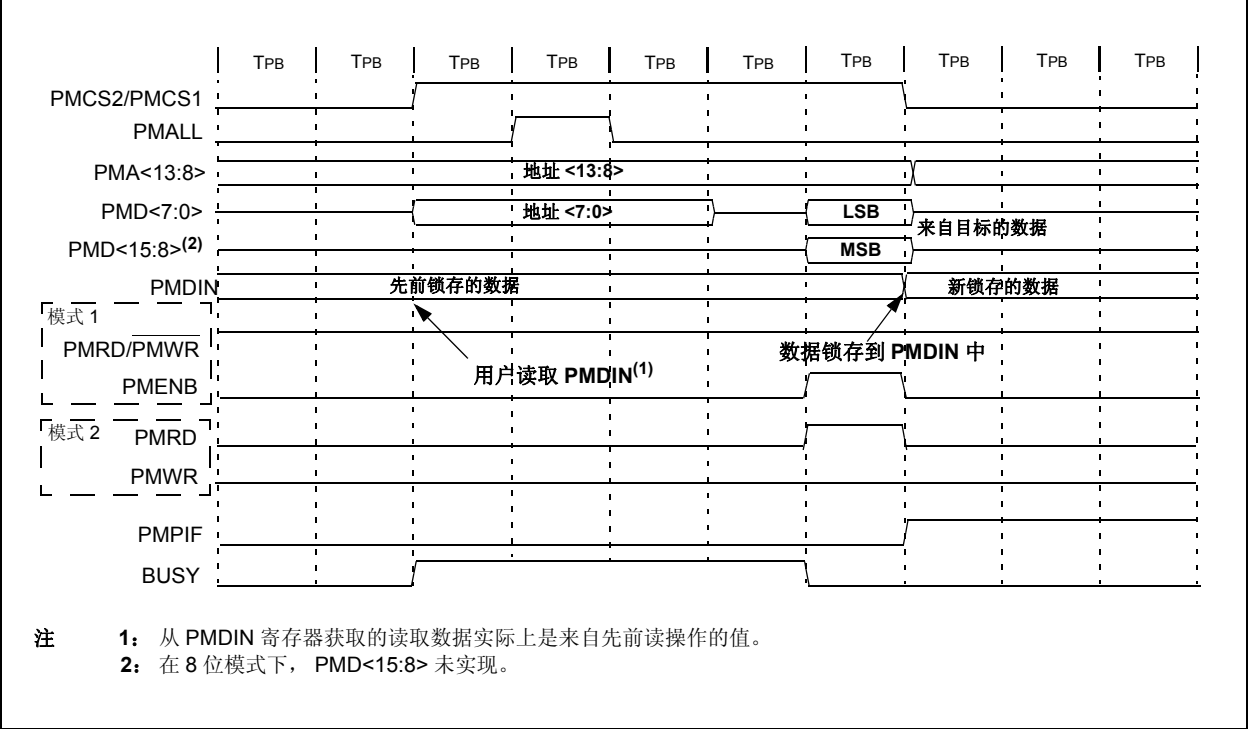 TPB TPB TPB TPB TPB TPB TPB TPB TPB TPB
PMCS2/PMCS1
PMALL
PMA<13:8> 地址 <13:8>
PMD<7:0> 地址 <7:0> LSB
来自目标的数据
PMD<15:8>(2) MSB
PMDIN 先前锁存的数据 新锁存的数据
模式 1
PMRD/PMWR
数据锁存到 PMDIN 中
用户读取 PMDIN(1)
PMENB
模式 2 PMRD
PMWR
PMPIF
BUSY
注 1： 从 PMDIN 寄存器获取的读取数据实际上是来自先前读操作的值。
2： 在 8 位模式下， PMD<15:8> 未实现。